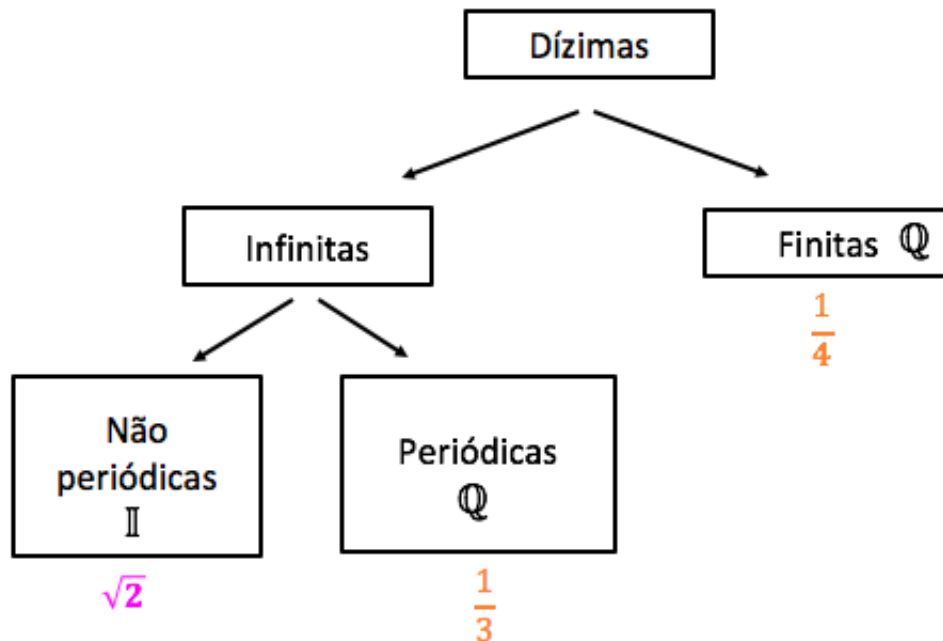 Dízimas
Infinitas
Finitas ℚ
1
4
Não
periódicas
𝕀
Periódicas
ℚ
√2
1
3